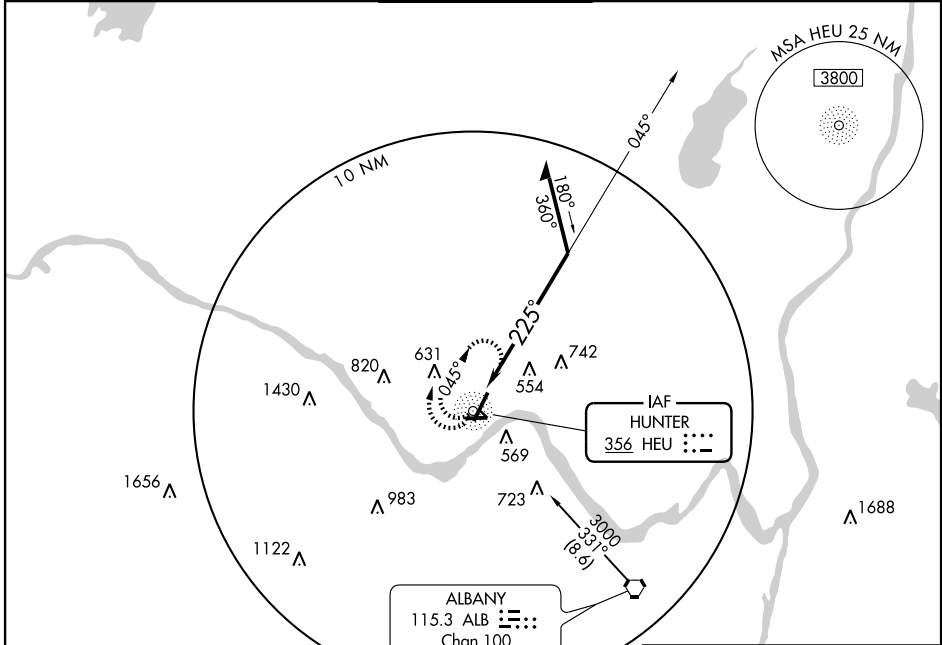 MSA HEU 25 NM
3800
10 NM
045°
180°
360°
225°
631
820
742
554
045°
1430
IAF
HUNTER
356 HEU
569
1656
983
723
1688
3000
331°
(8.6)
1122
ALBANY
115.3 ALB
Chan 100